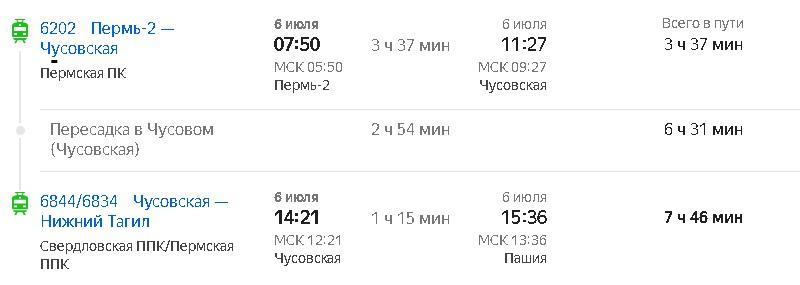 6202 Пермь-2 —
Чусовская
Пермская ПК
6 июля
07:50
МСК 05:50
Пермь-2
3 ч 37 мин
6 июля
11:27
МСК 09:27
Чусовская
Всего в пути
3 ч 37 мин
Пересадка в Чусовом
(Чусовская)
2 ч 54 мин
6 ч 31 мин
6844/6834 Чусовская —
Нижний Тагил
Свердловская ППК/Пермская
ППК
6 июля
14:21
МСК 12:21
Чусовская
1 ч 15 мин
6 июля
15:36
МСК 13:36
Пашия
7 ч 46 мин